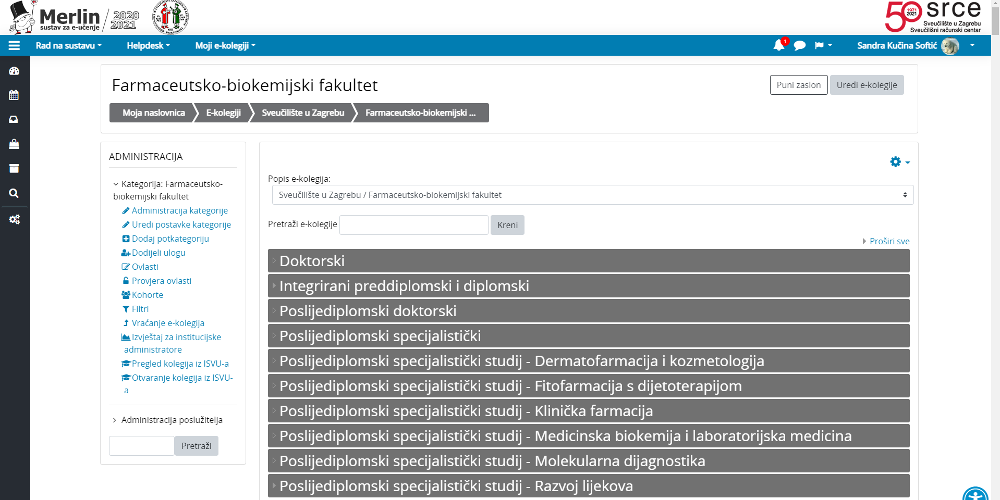 Merlin
sustav za e-učenje
2020
2021
50
1971
2021
srce
Sveučilište u Zagrebu
Sveučilišni računski centar
Rad na sustavu
Helpdesk
Moji e-kolegiji
1
Sandra Kučina Softić
Farmaceutsko-biokemijski fakultet
Puni zaslon
Uredi e-kolegije
Moja naslovnica
E-kolegiji
Sveučilište u Zagrebu
Farmaceutsko-biokemijski ...
ADMINISTRACIJA
Kategorija: Farmaceutsko-
biokemijski fakultet
Administracija kategorije
Uredi postavke kategorije
Dodaj potkategoriju
Dodijeli ulogu
Ovlasti
Provjera ovlasti
Kohorte
Filtri
Vraćanje e-kolegija
Izvještaj za institucijske
administratore
Pregled kolegija iz ISVU-a
Otvaranje kolegija iz ISVU-
a
Administracija poslužitelja
Pretraži
Popis e-kolegija:
Sveučilište u Zagrebu / Farmaceutsko-biokemijski fakultet
Pretraži e-kolegije
Kreni
Proširi sve
Doktorski
Integrirani preddiplomski i diplomski
Poslijediplomski doktorski
Poslijediplomski specijalistički
Poslijediplomski specijalistički studij - Dermatofarmacija i kozmetologija
Poslijediplomski specijalistički studij - Fitofarmacija s dijetoterapijom
Poslijediplomski specijalistički studij - Klinička farmacija
Poslijediplomski specijalistički studij - Medicinska biokemija i laboratorijska medicina
Poslijediplomski specijalistički studij - Molekularna dijagnostika
Poslijediplomski specijalistički studij - Razvoj lijekova